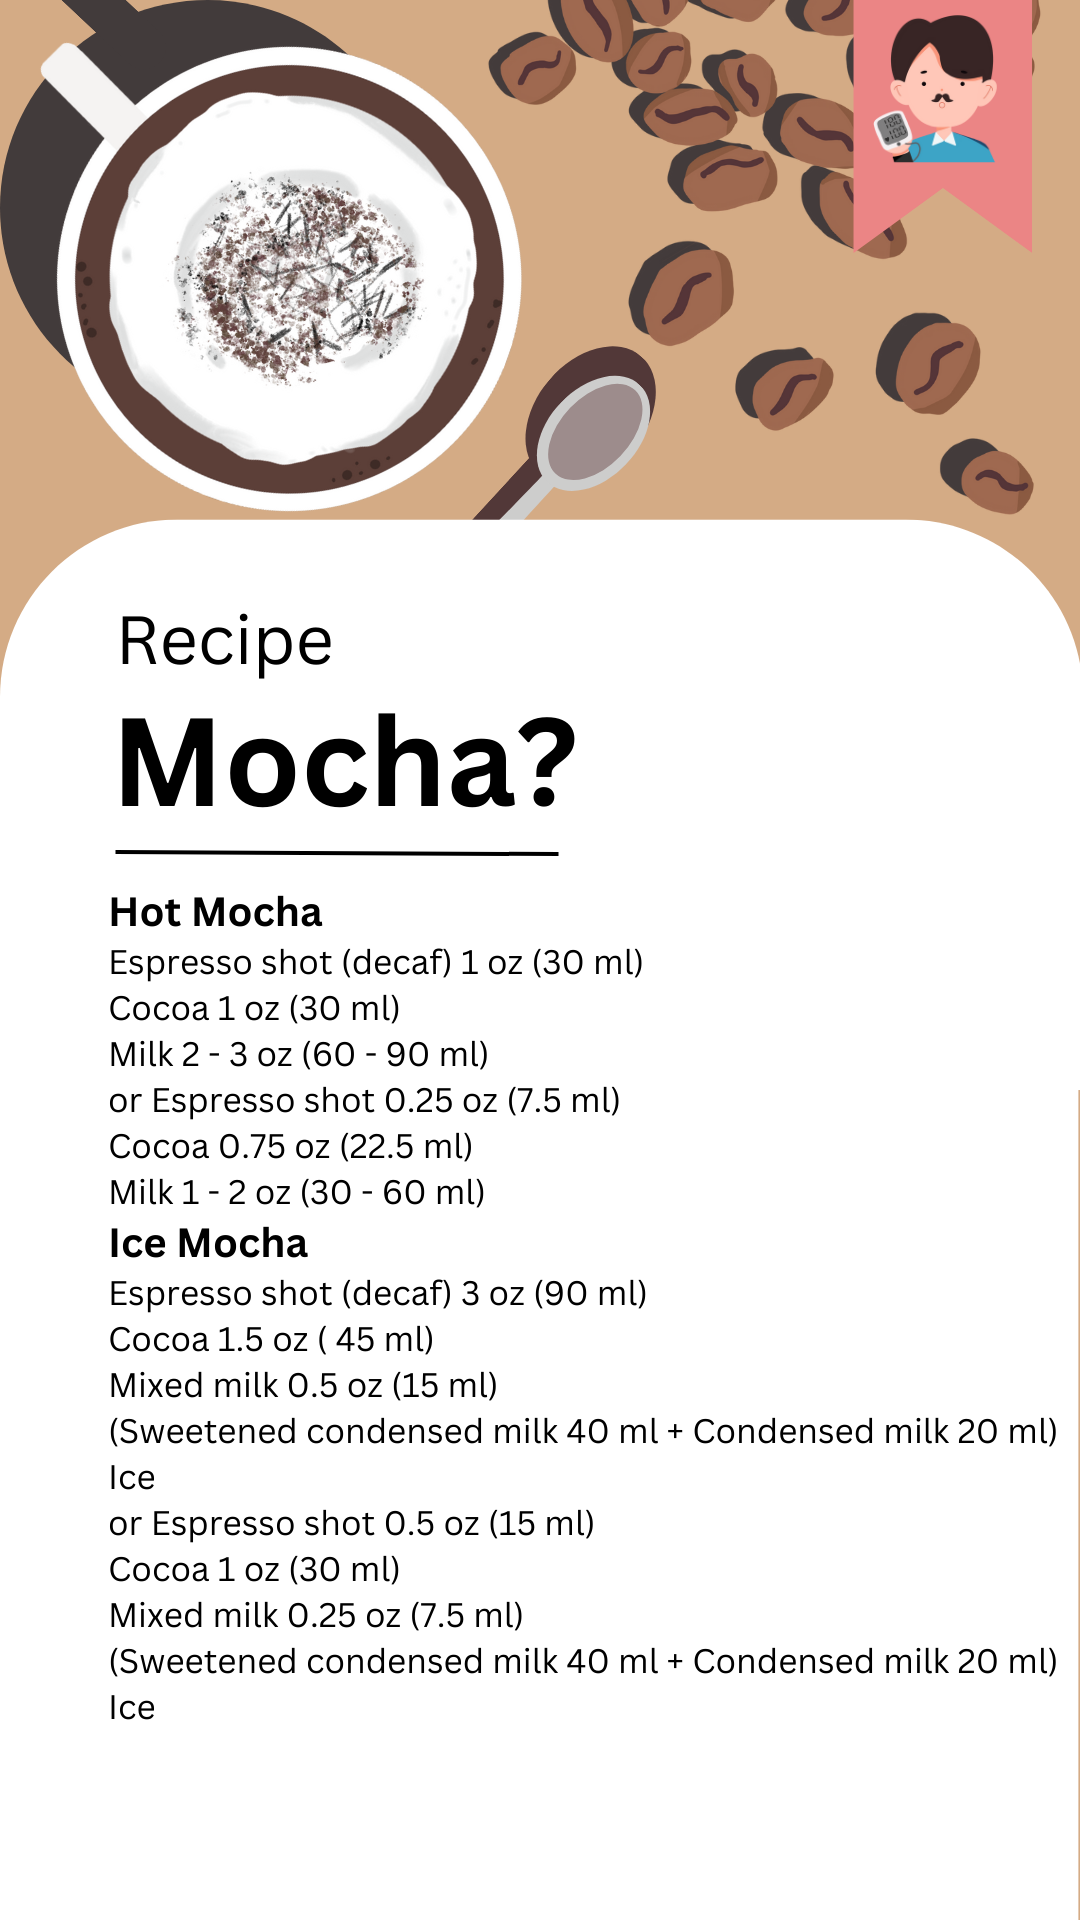 Recipe
Mocha?
Hot Mocha
Espresso shot (decaf) 1 oz (30 ml)
Cocoa 1 oz (30 ml)
Milk 2 - 3 oz (60 - 90 ml)
or Espresso shot 0.25 oz (7.5 ml)
Cocoa 0.75 oz (22.5 ml)
Milk 1 - 2 oz (30 - 60 ml)
Ice Mocha
Espresso shot (decaf) 3 oz (90 ml)
Cocoa 1.5 oz ( 45 ml)
Mixed milk 0.5 oz (15 ml)
(Sweetened condensed milk 40 ml + Condensed milk 20 ml)
Ice
or Espresso shot 0.5 oz (15 ml)
Cocoa 1 oz (30 ml)
Mixed milk 0.25 oz (7.5 ml)
(Sweetened condensed milk 40 ml + Condensed milk 20 ml)
Ice